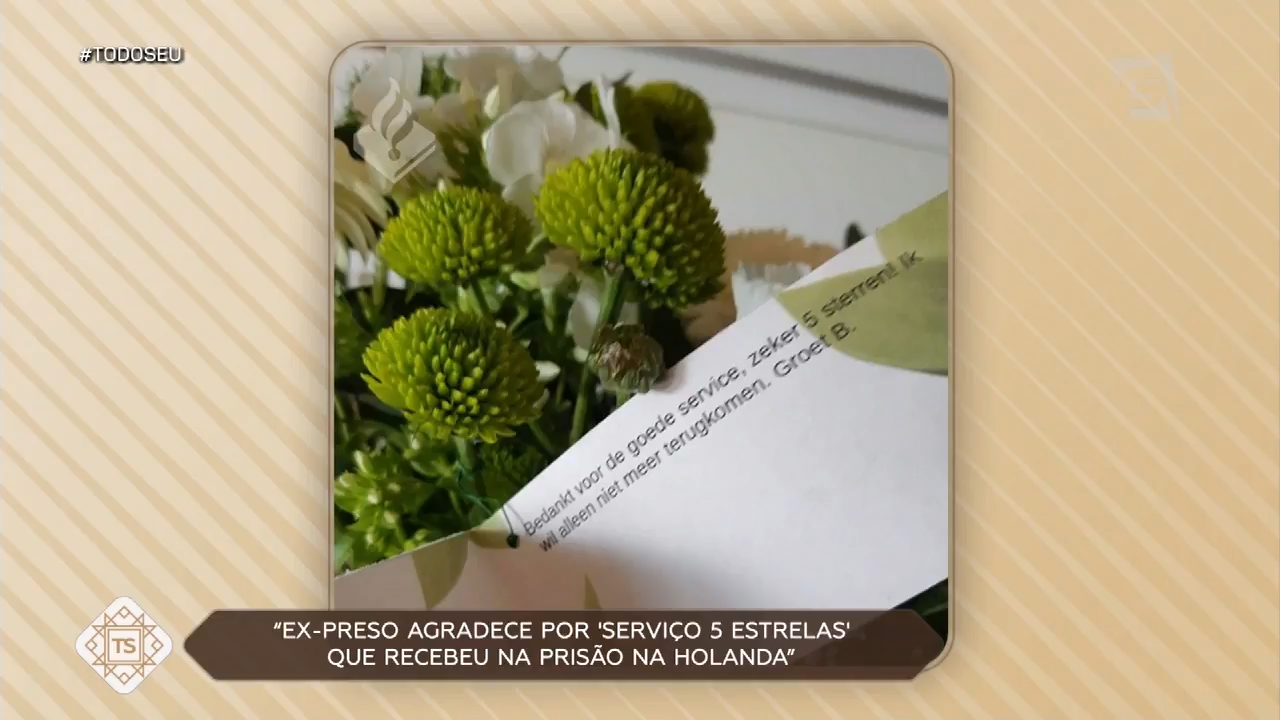 #TODOSEU
Bedankt voor de goede service, zeker 5 sterren! Ik
wil alleen niet meer terugkomen. Groet B.
TS
“EX-PRESO AGRADECE POR 'SERVIÇO 5 ESTRELAS'
QUE RECEBEU NA PRISÃO NA HOLANDA”